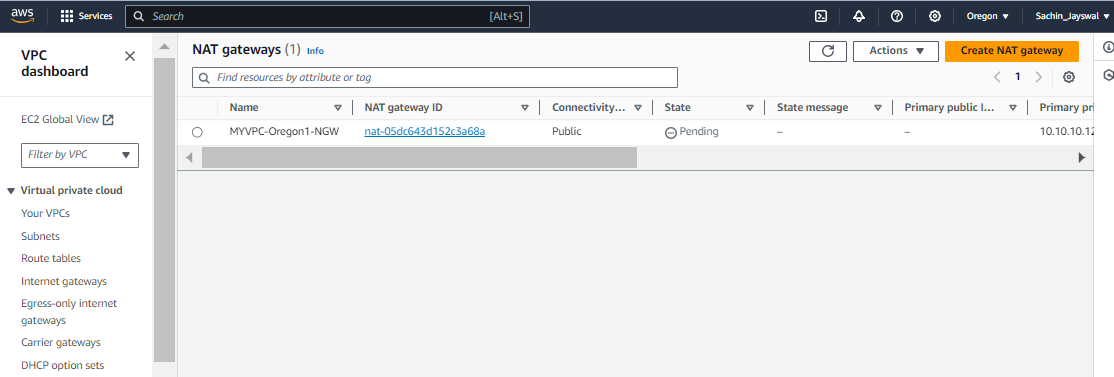 aws Services Search [Alt+S] Oregon Sachin_Jayswal
VPC dashboard
EC2 Global View
Filter by VPC
Virtual private cloud
Your VPCs
Subnets
Route tables
Internet gateways
Egress-only internet
gateways
Carrier gateways
DHCP option sets
NAT gateways (1) Info
Actions
Create NAT gateway
Find resources by attribute or tag
1
Name NAT gateway ID Connectivity... State State message Primary public I... Primary pri
MYVPC-Oregon1-NGW nat-05dc643d152c3a68a Public Pending – – 10.10.10.12